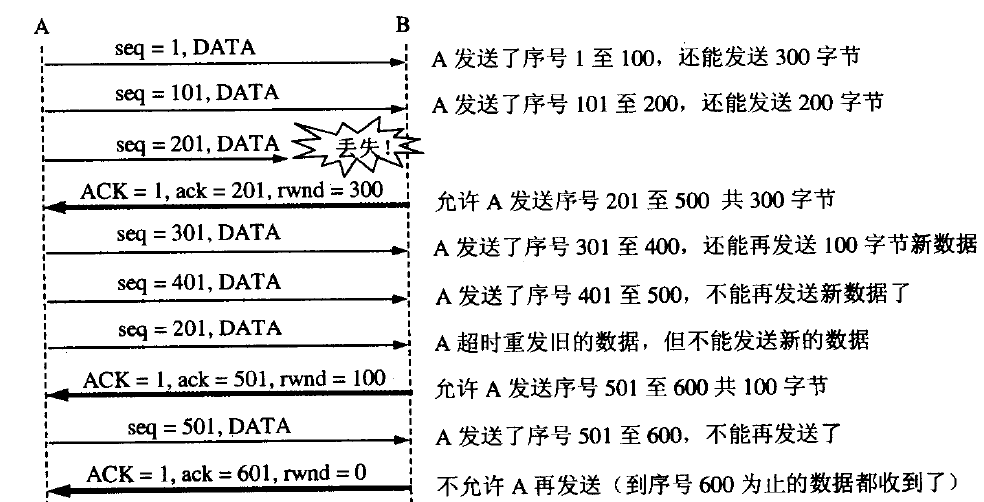 A B
seq = 1, DATA A 发送了序号 1 至 100，还能发送 300 字节
seq = 101, DATA A 发送了序号 101 至 200，还能发送 200 字节
seq = 201, DATA 丢失!
ACK = 1, ack = 201, rwnd = 300 允许 A 发送序号 201 至 500 共 300 字节
seq = 301, DATA A 发送了序号 301 至 400，还能再发送 100 字节新数据
seq = 401, DATA A 发送了序号 401 至 500，不能再发送新数据了
seq = 201, DATA A 超时重发旧的数据，但不能发送新的数据
ACK = 1, ack = 501, rwnd = 100 允许 A 发送序号 501 至 600 共 100 字节
seq = 501, DATA A 发送了序号 501 至 600，不能再发送了
ACK = 1, ack = 601, rwnd = 0 不允许 A 再发送（到序号 600 为止的数据都收到了）